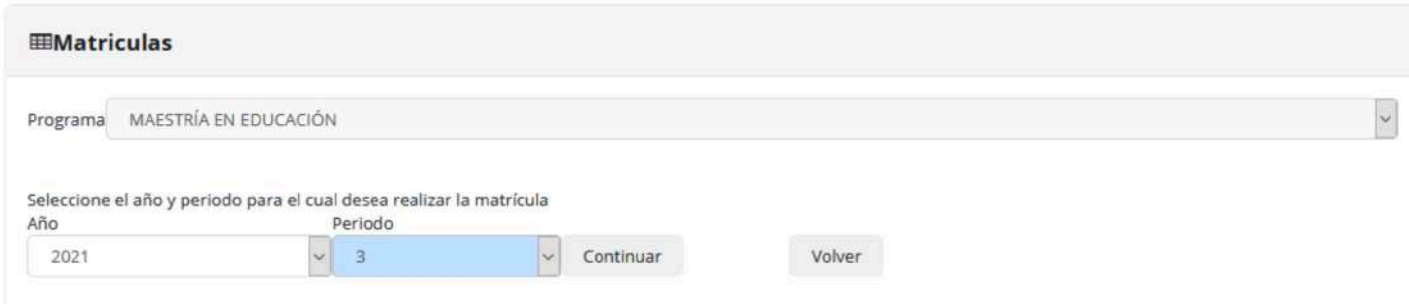 Matriculas
Programa MAESTRÍA EN EDUCACIÓN
Seleccione el año y periodo para el cual desea realizar la matrícula
Año Periodo
2021 3 Continuar Volver